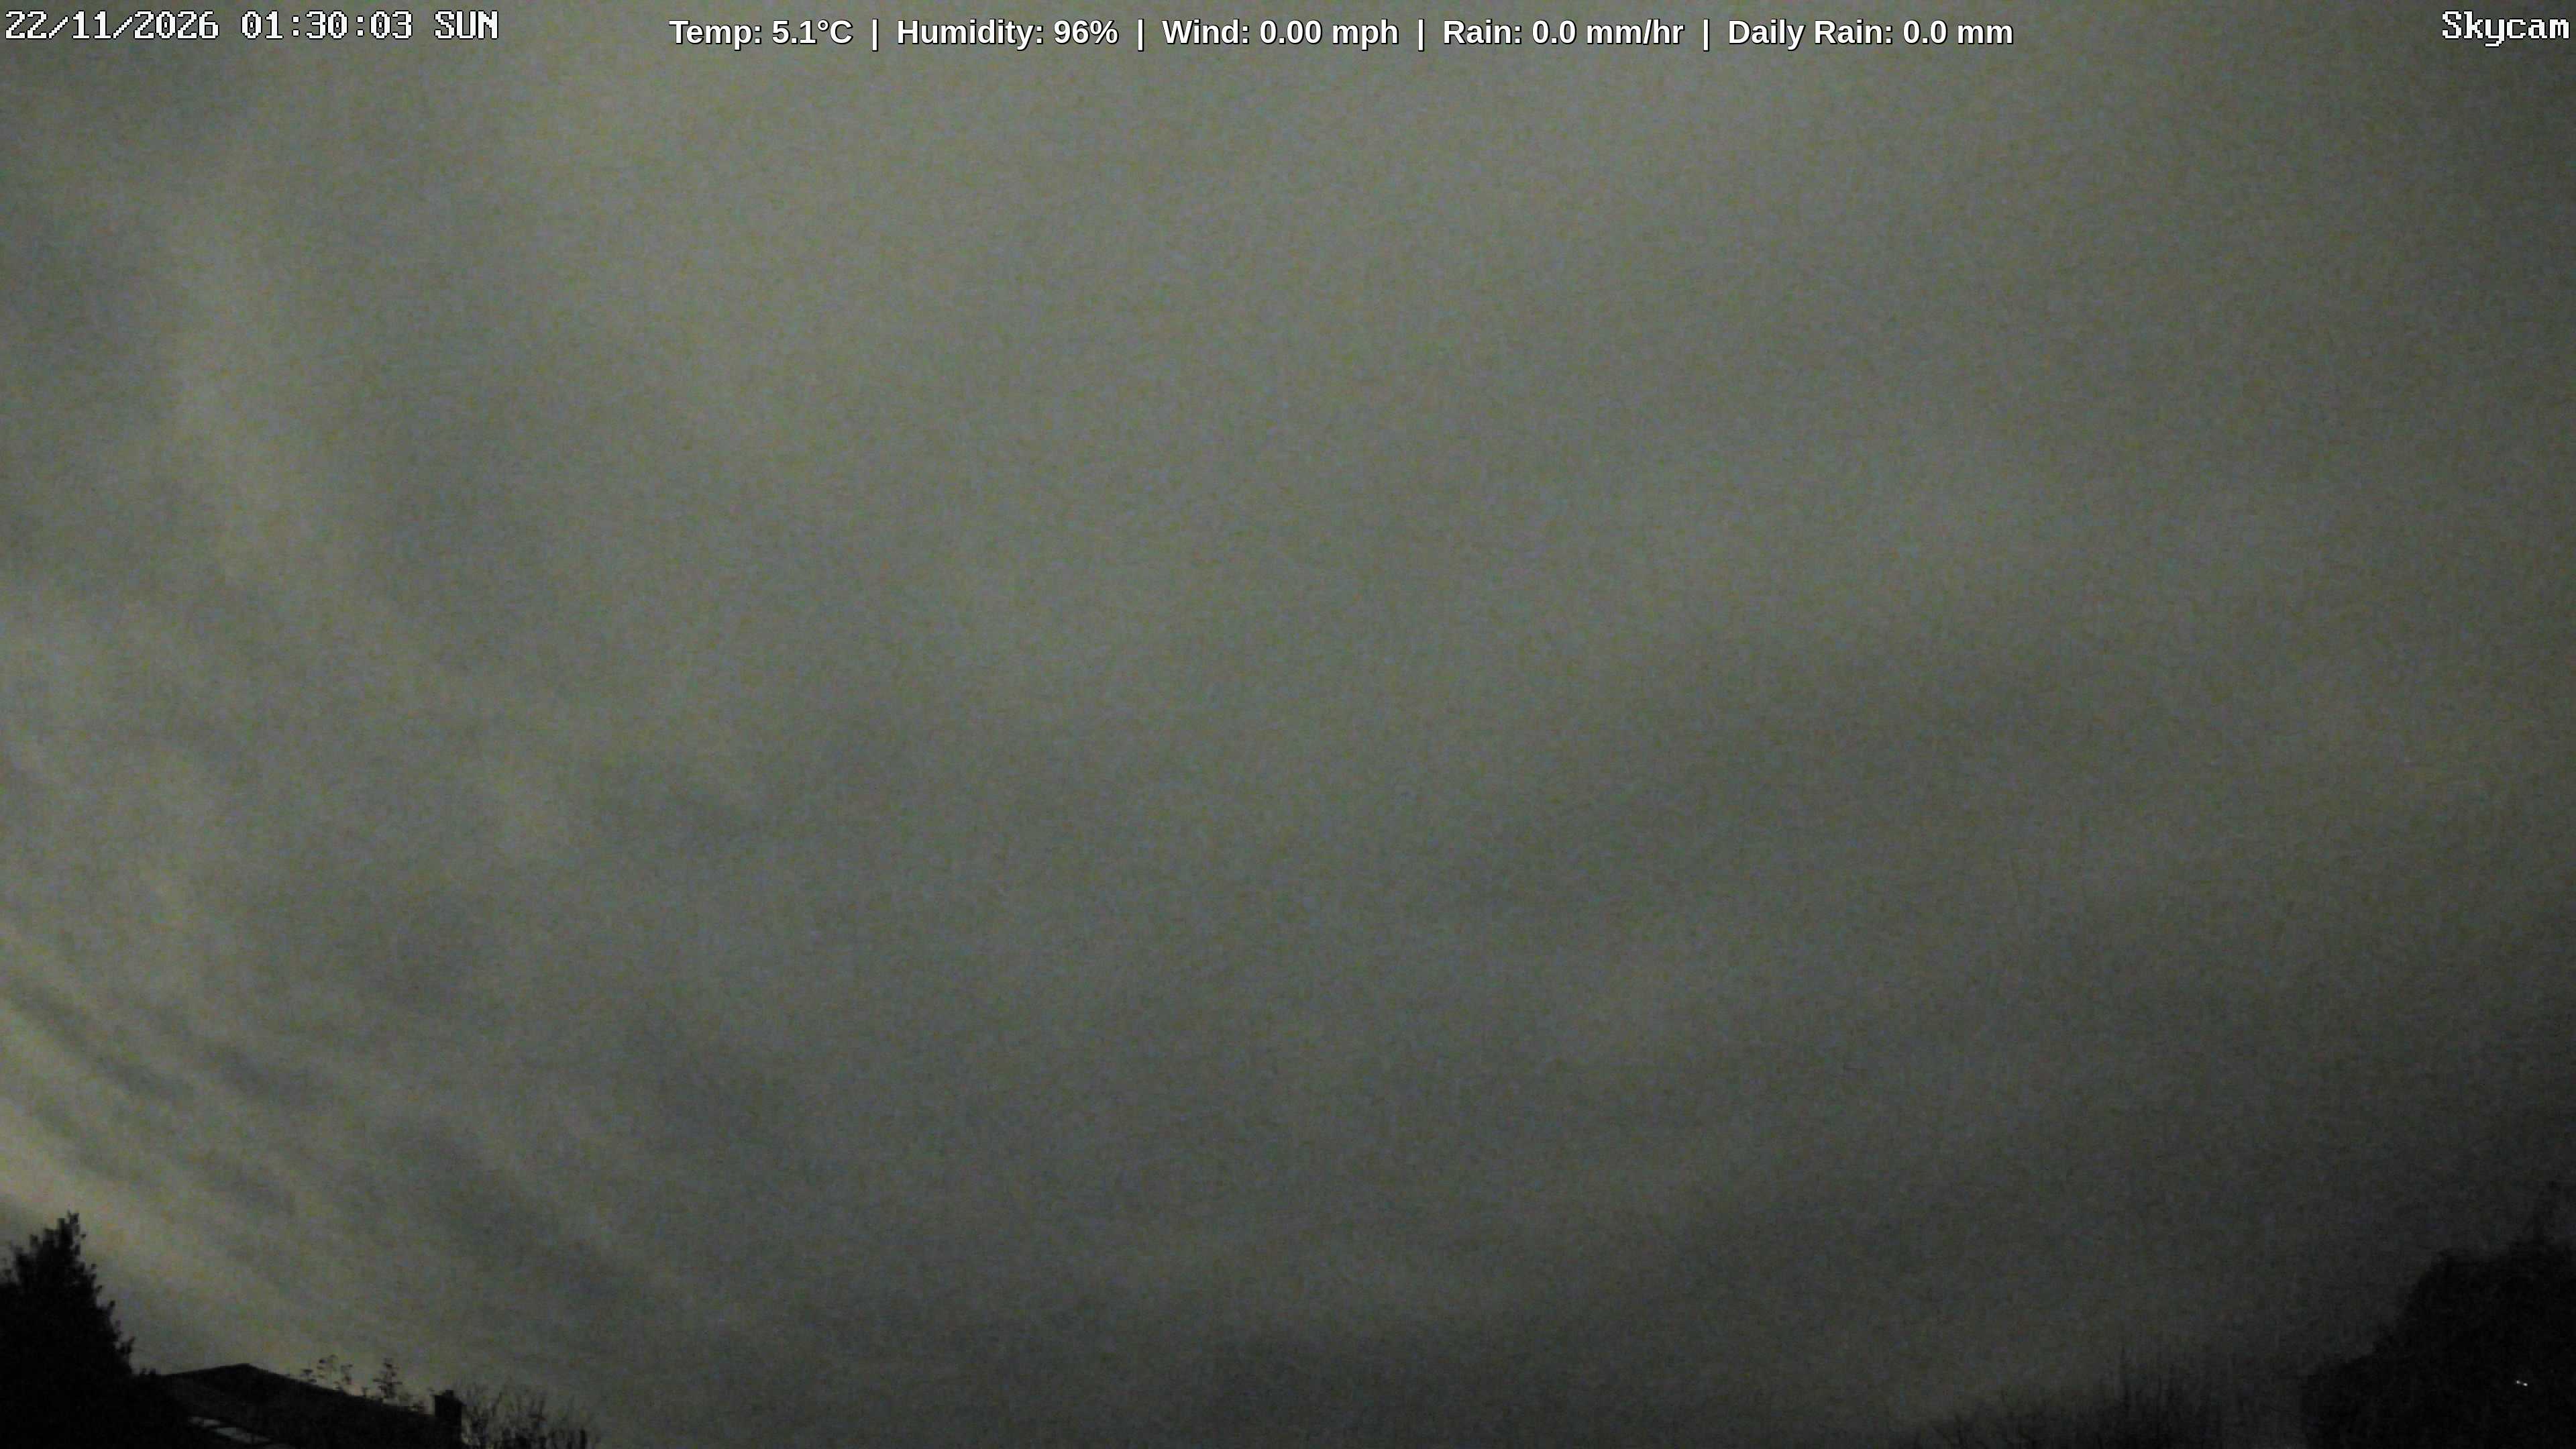 22/11/2026 01:30:03 SUN
Temp: 5.1°C | Humidity: 96% | Wind: 0.00 mph | Rain: 0.0 mm/hr | Daily Rain: 0.0 mm
Skycam